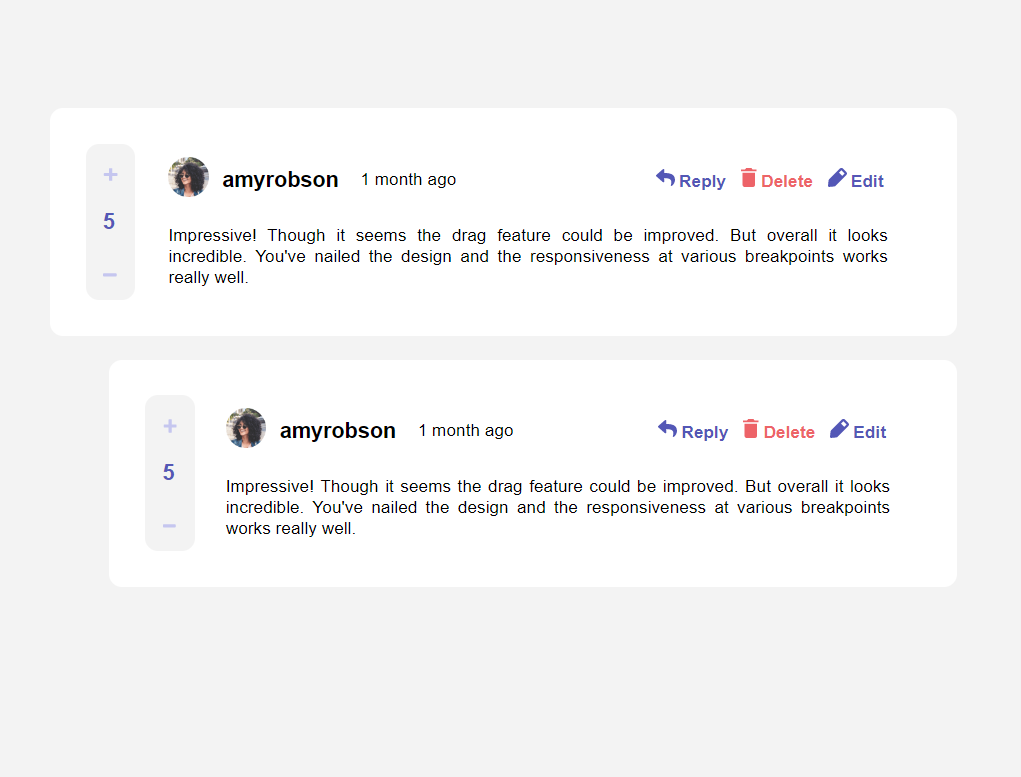 +
5
−
amyrobson 1 month ago Reply Delete Edit
Impressive! Though it seems the drag feature could be improved. But overall it looks
incredible. You've nailed the design and the responsiveness at various breakpoints works
really well.
+
5
−
amyrobson 1 month ago Reply Delete Edit
Impressive! Though it seems the drag feature could be improved. But overall it looks
incredible. You've nailed the design and the responsiveness at various breakpoints
works really well.